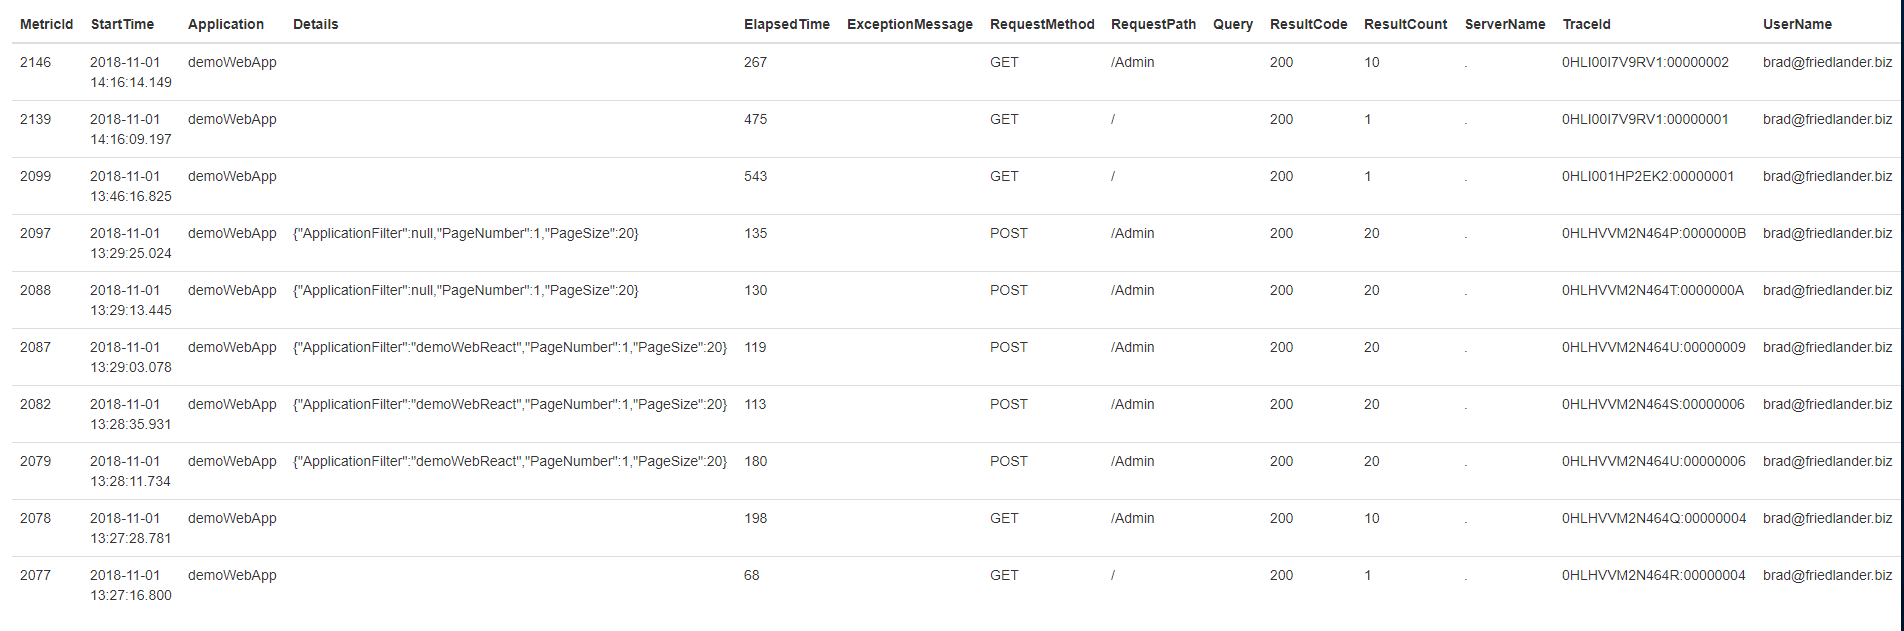 MetricId StartTime Application Details ElapsedTime ExceptionMessage RequestMethod RequestPath Query ResultCode ResultCount ServerName TraceId UserName
2146 2018-11-01 demoWebApp 267 GET /Admin 200 10 . 0HLI00I7V9RV1:00000002 brad@friedlander.biz
14:16:14.149
2139 2018-11-01 demoWebApp 475 GET / 200 1 . 0HLI00I7V9RV1:00000001 brad@friedlander.biz
14:16:09.197
2099 2018-11-01 demoWebApp 543 GET / 200 1 . 0HLI001HP2EK2:00000001 brad@friedlander.biz
13:46:16.825
2097 2018-11-01 demoWebApp {"ApplicationFilter":null,"PageNumber":1,"PageSize":20} 135 POST /Admin 200 20 . 0HLHVVM2N464P:0000000B brad@friedlander.biz
13:29:25.024
2088 2018-11-01 demoWebApp {"ApplicationFilter":null,"PageNumber":1,"PageSize":20} 130 POST /Admin 200 20 . 0HLHVVM2N464T:0000000A brad@friedlander.biz
13:29:13.445
2087 2018-11-01 demoWebApp {"ApplicationFilter":"demoWebReact","PageNumber":1,"PageSize":20} 119 POST /Admin 200 20 . 0HLHVVM2N464U:00000009 brad@friedlander.biz
13:29:03.078
2082 2018-11-01 demoWebApp {"ApplicationFilter":"demoWebReact","PageNumber":1,"PageSize":20} 113 POST /Admin 200 20 . 0HLHVVM2N464S:00000006 brad@friedlander.biz
13:28:35.931
2079 2018-11-01 demoWebApp {"ApplicationFilter":"demoWebReact","PageNumber":1,"PageSize":20} 180 POST /Admin 200 20 . 0HLHVVM2N464U:00000006 brad@friedlander.biz
13:28:11.734
2078 2018-11-01 demoWebApp 198 GET /Admin 200 10 . 0HLHVVM2N464Q:00000004 brad@friedlander.biz
13:27:28.781
2077 2018-11-01 demoWebApp 68 GET / 200 1 . 0HLHVVM2N464R:00000004 brad@friedlander.biz
13:27:16.800